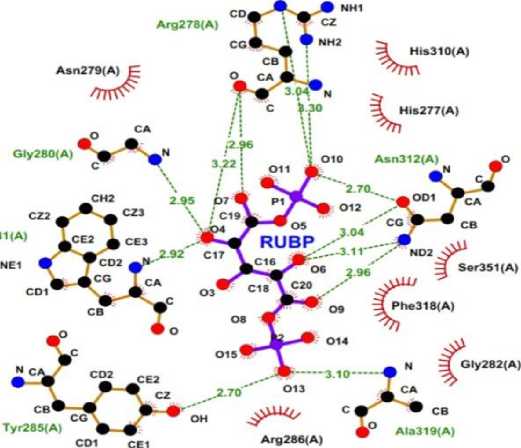 CD NH1
Arg278(A) CZ
CG NH2
CB His310(A)
Asn279(A) CA
O C N
3.04
3.30 His277(A)
O CA 2.96
Gly280(A) C N 3.22 O11 O10 Asn312(A)
O7 P1 2.70 N O
2.95 O12 OD1 CA C
CH2 C19 O5 3.04 CG CB
CZ2 CZ3 O4 RUBP
41(A) CE2 CE3 2.92 C17 3.11 ND2
NE1 CD2 N C16 O6 2.96 Ser351(A)
CD1 CG CA O3 C18 C20
CB C O8 O9 Phe318(A)
O
C O P2 O14
N CA CD2 CE2 O15 Gly282(A)
CB CG CZ O13 3.10 N
2.70 CA
Tyr285(A) OH C CB
CD1 CE1 Arg286(A) O Ala319(A)